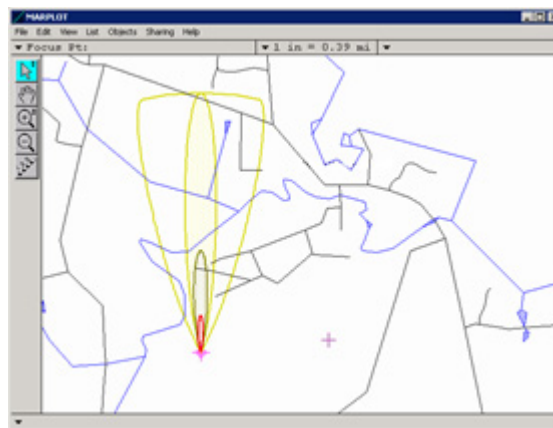 MARPLOT
File Edit View List Objects Sharing Help
Focus Pt: 1 in = 0.39 mi